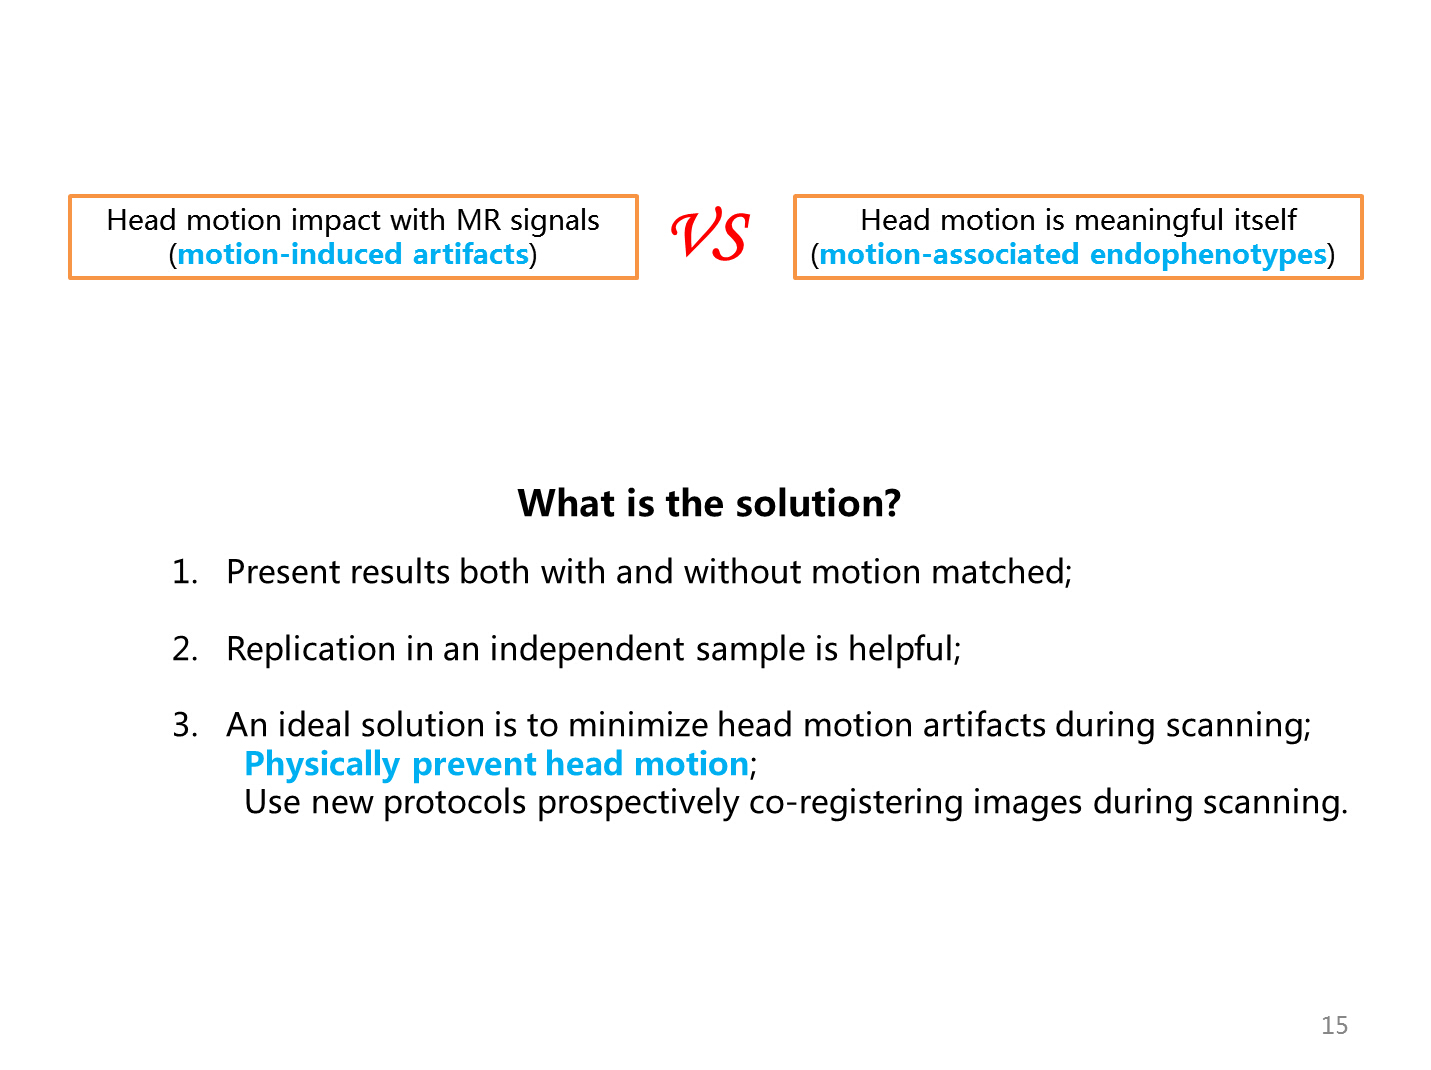 Head motion impact with MR signals
(motion-induced artifacts)
VS
Head motion is meaningful itself
(motion-associated endophenotypes)
What is the solution?
1. Present results both with and without motion matched;
2. Replication in an independent sample is helpful;
3. An ideal solution is to minimize head motion artifacts during scanning;
Physically prevent head motion;
Use new protocols prospectively co-registering images during scanning.
15